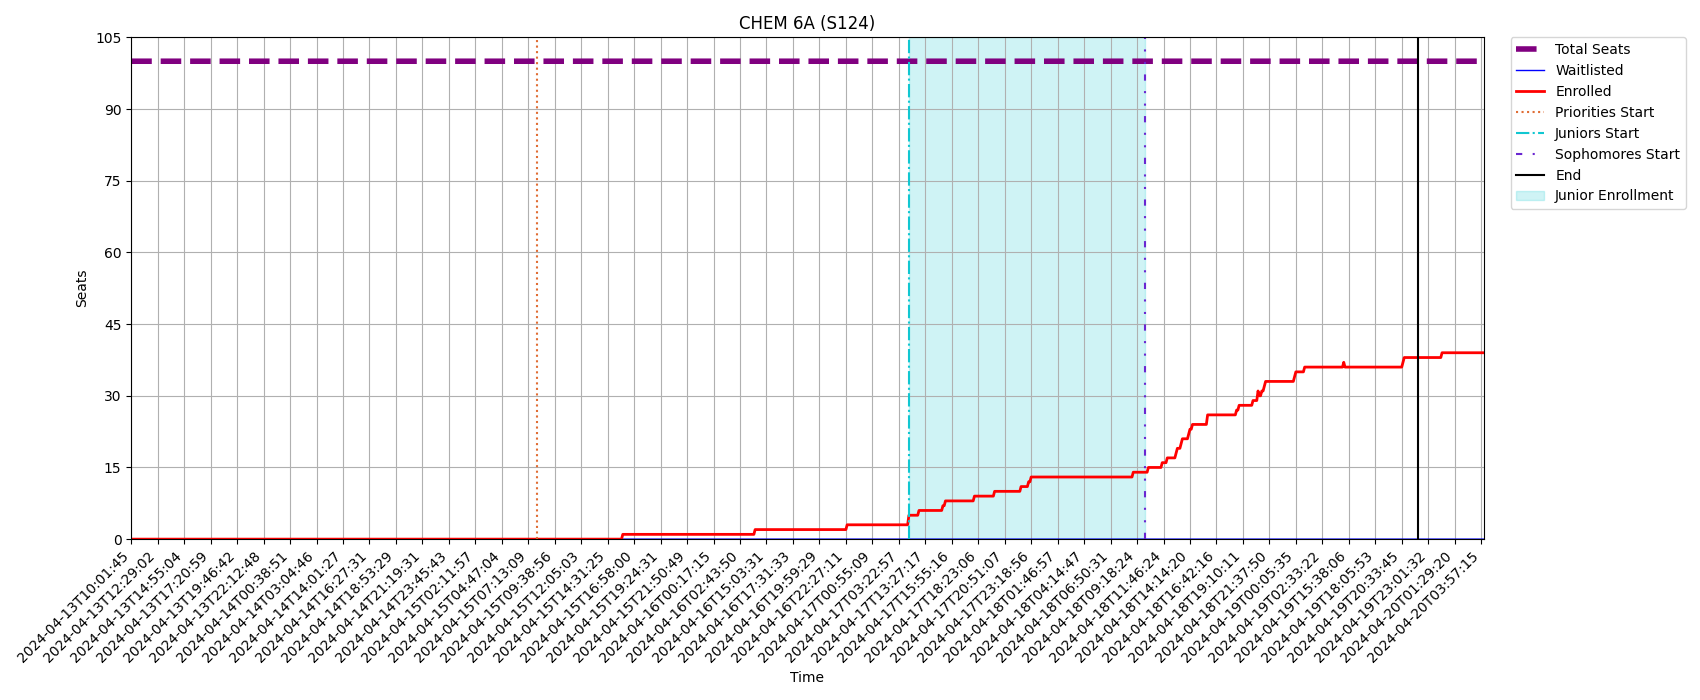 CHEM 6A (S124)
105
90
75
60
45
30
15
0
Seats
2024-04-13T10:01:45
2024-04-13T12:29:02
2024-04-13T14:55:04
2024-04-13T17:20:59
2024-04-13T19:46:42
2024-04-13T22:12:48
2024-04-14T00:38:51
2024-04-14T03:04:46
2024-04-14T14:01:27
2024-04-14T16:27:31
2024-04-14T18:53:29
2024-04-14T21:19:31
2024-04-14T23:45:43
2024-04-15T02:11:57
2024-04-15T04:47:04
2024-04-15T07:13:09
2024-04-15T09:38:56
2024-04-15T12:05:03
2024-04-15T14:31:25
2024-04-15T16:58:00
2024-04-15T19:24:31
2024-04-15T21:50:49
2024-04-16T00:17:15
2024-04-16T02:43:50
2024-04-16T15:03:31
2024-04-16T17:31:33
2024-04-16T19:59:29
2024-04-16T22:27:11
2024-04-17T00:55:09
2024-04-17T03:22:57
2024-04-17T13:27:17
2024-04-17T15:55:16
2024-04-17T18:23:06
2024-04-17T20:51:07
2024-04-17T23:18:56
2024-04-18T01:46:57
2024-04-18T04:14:47
2024-04-18T06:50:31
2024-04-18T09:18:24
2024-04-18T11:46:24
2024-04-18T14:14:20
2024-04-18T16:42:16
2024-04-18T19:10:11
2024-04-18T21:37:50
2024-04-19T00:05:35
2024-04-19T02:33:22
2024-04-19T15:38:06
2024-04-19T18:05:53
2024-04-19T20:33:45
2024-04-19T23:01:32
2024-04-20T01:29:20
2024-04-20T03:57:15
Time
Total Seats
Waitlisted
Enrolled
Priorities Start
Juniors Start
Sophomores Start
End
Junior Enrollment